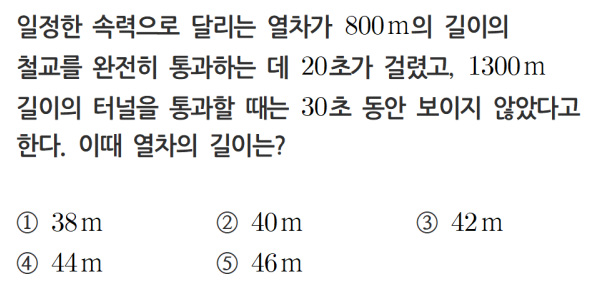 일정한 속력으로 달리는 열차가 800m의 길이의
철교를 완전히 통과하는 데 20초가 걸렸고, 1300m
길이의 터널을 통과할 때는 30초 동안 보이지 않았다고
한다. 이때 열차의 길이는?
① 38m ② 40m ③ 42m
④ 44m ⑤ 46m